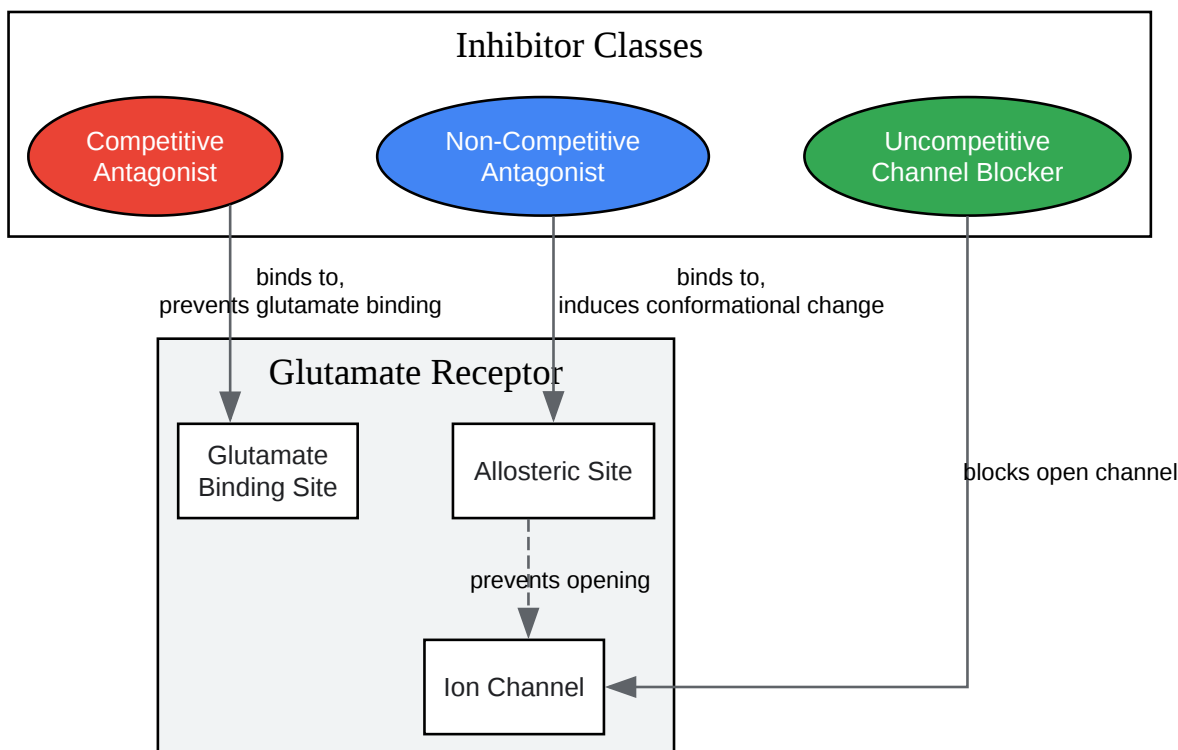 Inhibitor Classes
Competitive
Antagonist
Non-Competitive
Antagonist
Uncompetitive
Channel Blocker
binds to,
prevents glutamate binding
binds to,
induces conformational change
Glutamate Receptor
Glutamate
Binding Site
Allosteric Site
blocks open channel
prevents opening
Ion Channel